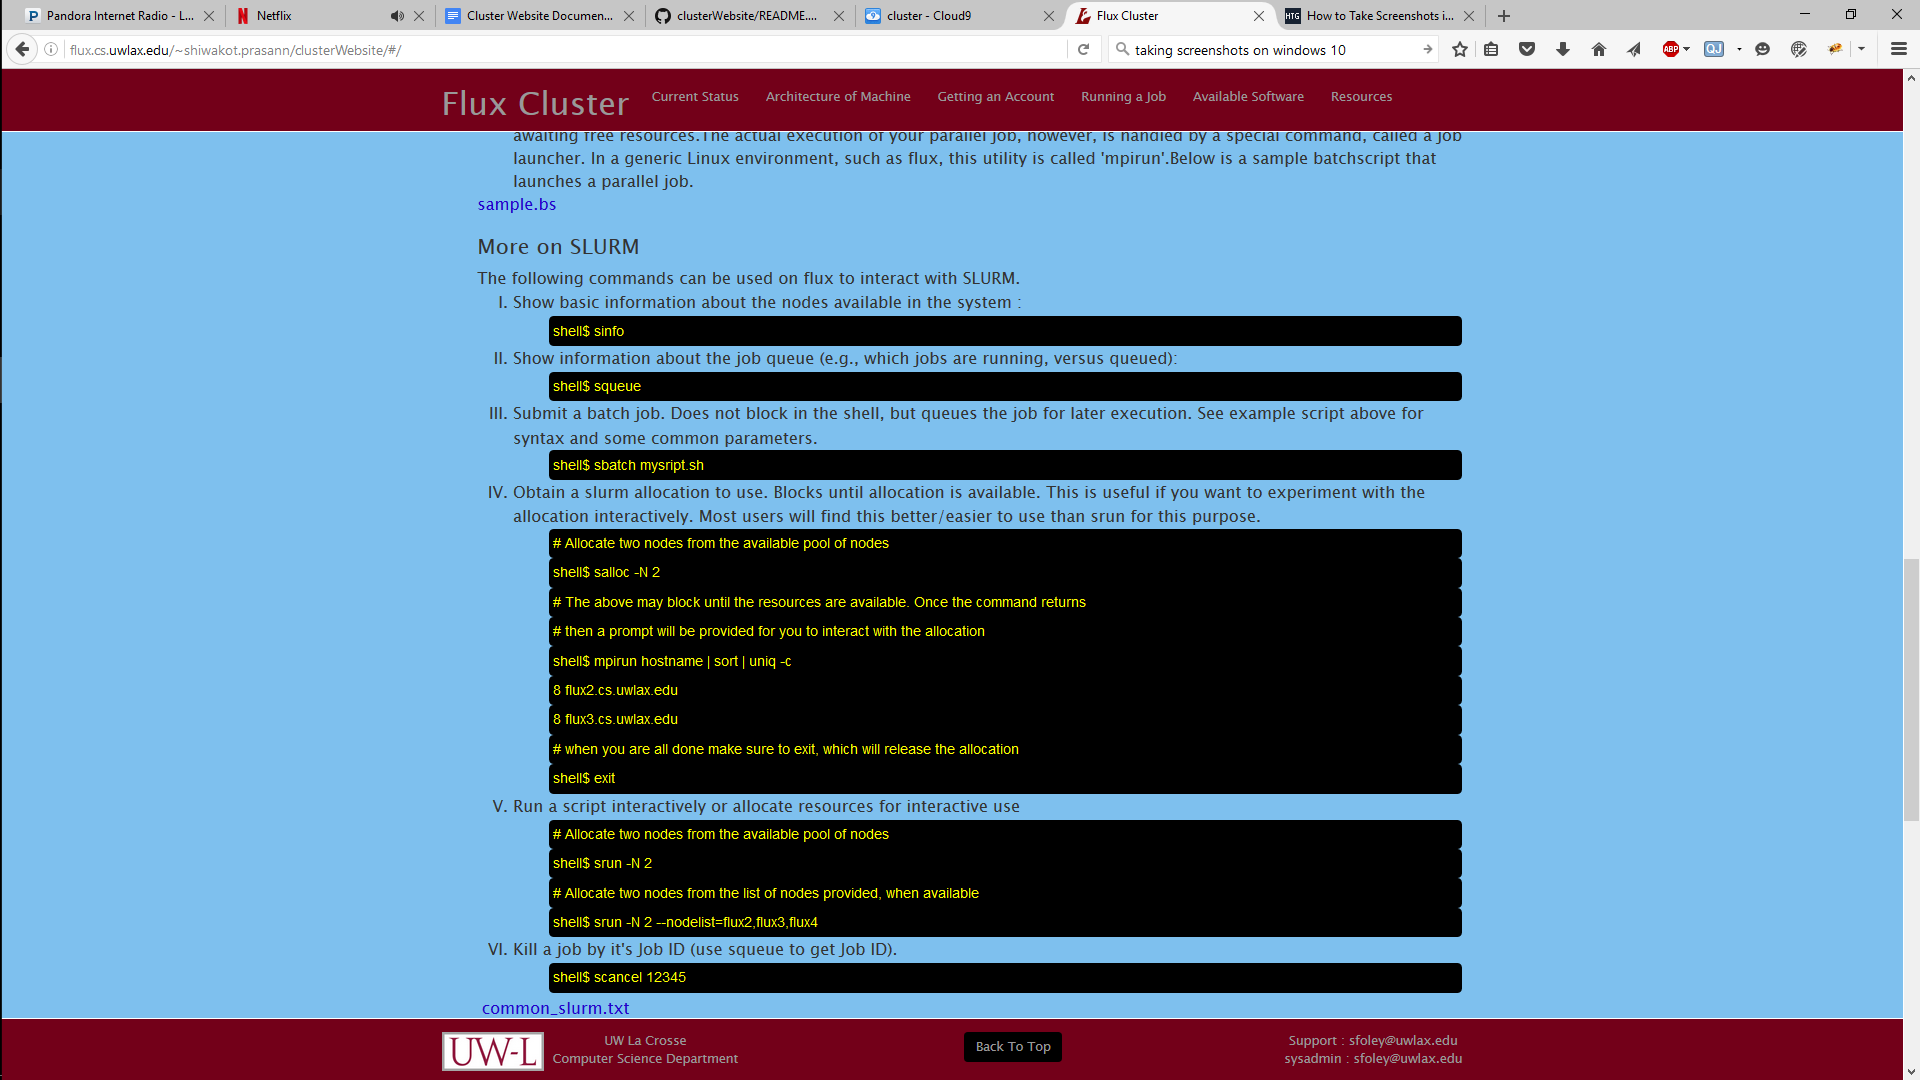 Pandora Internet Radio - L...
Netflix
Cluster Website Documen...
clusterWebsite/README....
cluster - Cloud9
Flux Cluster
HTG How to Take Screenshots i...
flux.cs.uwlax.edu/~shiwakot.prasann/clusterWebsite/#/
taking screenshots on windows 10
ABP
QJ
Flux Cluster
Current Status
Architecture of Machine
Getting an Account
Running a Job
Available Software
Resources
awaiting free resources.The actual execution of your parallel job, however, is handled by a special command, called a job
launcher. In a generic Linux environment, such as flux, this utility is called 'mpirun'.Below is a sample batchscript that
launches a parallel job.
sample.bs
More on SLURM
The following commands can be used on flux to interact with SLURM.
I. Show basic information about the nodes available in the system :
shell$ sinfo
II. Show information about the job queue (e.g., which jobs are running, versus queued):
shell$ squeue
III. Submit a batch job. Does not block in the shell, but queues the job for later execution. See example script above for
syntax and some common parameters.
shell$ sbatch mysript.sh
IV. Obtain a slurm allocation to use. Blocks until allocation is available. This is useful if you want to experiment with the
allocation interactively. Most users will find this better/easier to use than srun for this purpose.
# Allocate two nodes from the available pool of nodes
shell$ salloc -N 2
# The above may block until the resources are available. Once the command returns
# then a prompt will be provided for you to interact with the allocation
shell$ mpirun hostname | sort | uniq -c
8 flux2.cs.uwlax.edu
8 flux3.cs.uwlax.edu
# when you are all done make sure to exit, which will release the allocation
shell$ exit
V. Run a script interactively or allocate resources for interactive use
# Allocate two nodes from the available pool of nodes
shell$ srun -N 2
# Allocate two nodes from the list of nodes provided, when available
shell$ srun -N 2 --nodelist=flux2,flux3,flux4
VI. Kill a job by it's Job ID (use squeue to get Job ID).
shell$ scancel 12345
common_slurm.txt
UW-L
UW La Crosse
Computer Science Department
Back To Top
Support : sfoley@uwlax.edu
sysadmin : sfoley@uwlax.edu